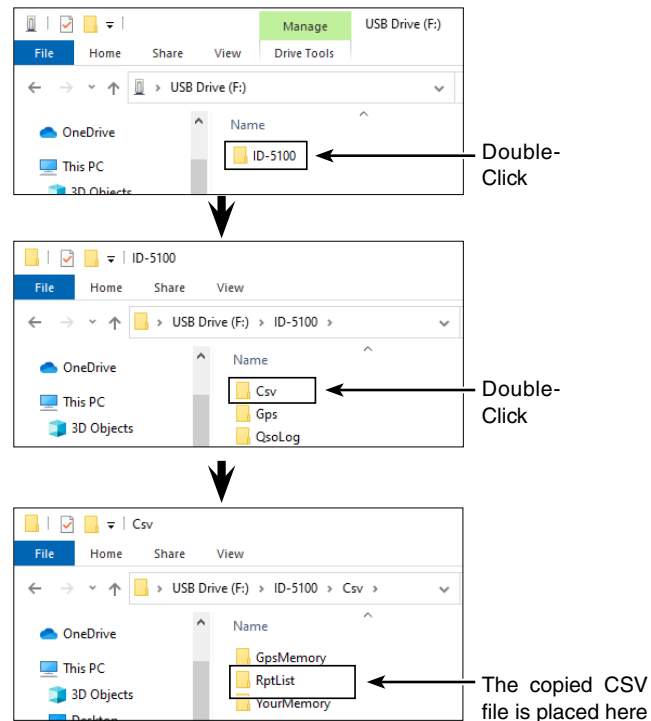 Manage USB Drive (F:)
File Home Share View Drive Tools
USB Drive (F:)
OneDrive
This PC
3D Objects
Name
ID-5100
Double-
Click
ID-5100
File Home Share View
USB Drive (F:) > ID-5100 >
OneDrive
This PC
3D Objects
Name
Csv
Gps
QsoLog
Double-
Click
Csv
File Home Share View
USB Drive (F:) > ID-5100 > Csv >
OneDrive
This PC
3D Objects
Desktop
Name
GpsMemory
RptList
YourMemory
The copied CSV
file is placed here